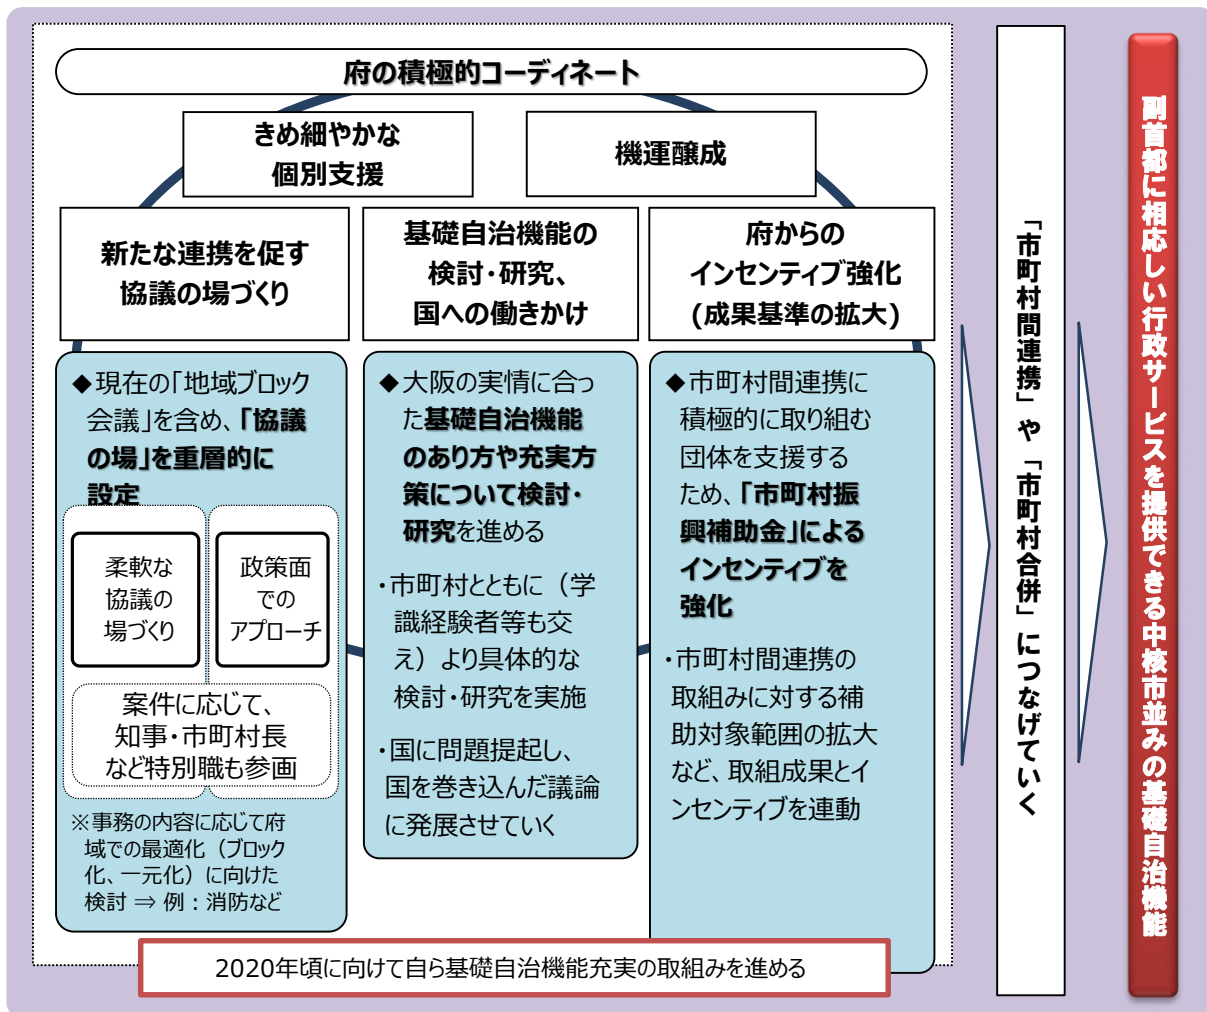 府の積極的コーディネート
きめ細やかな
個別支援
機運醸成
新たな連携を促す
協議の場づくり
基礎自治機能の
検討・研究、
国への働きかけ
府からの
インセンティブ強化
(成果基準の拡大)
◆現在の「地域ブロック
会議」を含め、「協議
の場」を重層的に
設定
柔軟な
協議の
場づくり
政策面
での
アプローチ
案件に応じて、
知事・市町村長
など特別職も参画
※事務の内容に応じて府
域での最適化（ブロック
化、一元化）に向けた
検討 ⇒ 例：消防など
◆大阪の実情に合っ
た基礎自治機能
のあり方や充実方
策について検討・
研究を進める
・市町村とともに（学
識経験者等も交
え）より具体的な
検討・研究を実施
・国に問題提起し、
国を巻き込んだ議論
に発展させていく
◆市町村間連携に
積極的に取り組む
団体を支援する
ため、「市町村振
興補助金」による
インセンティブを
強化
・市町村間連携の
取組みに対する補
助対象範囲の拡大
など、取組成果とイ
ンセンティブを連動
2020年頃に向けて自ら基礎自治機能充実の取組みを進める
「市町村間連携」や「市町村合併」につなげていく
副首都に相応しい行政サービスを提供できる中核市並みの基礎自治機能